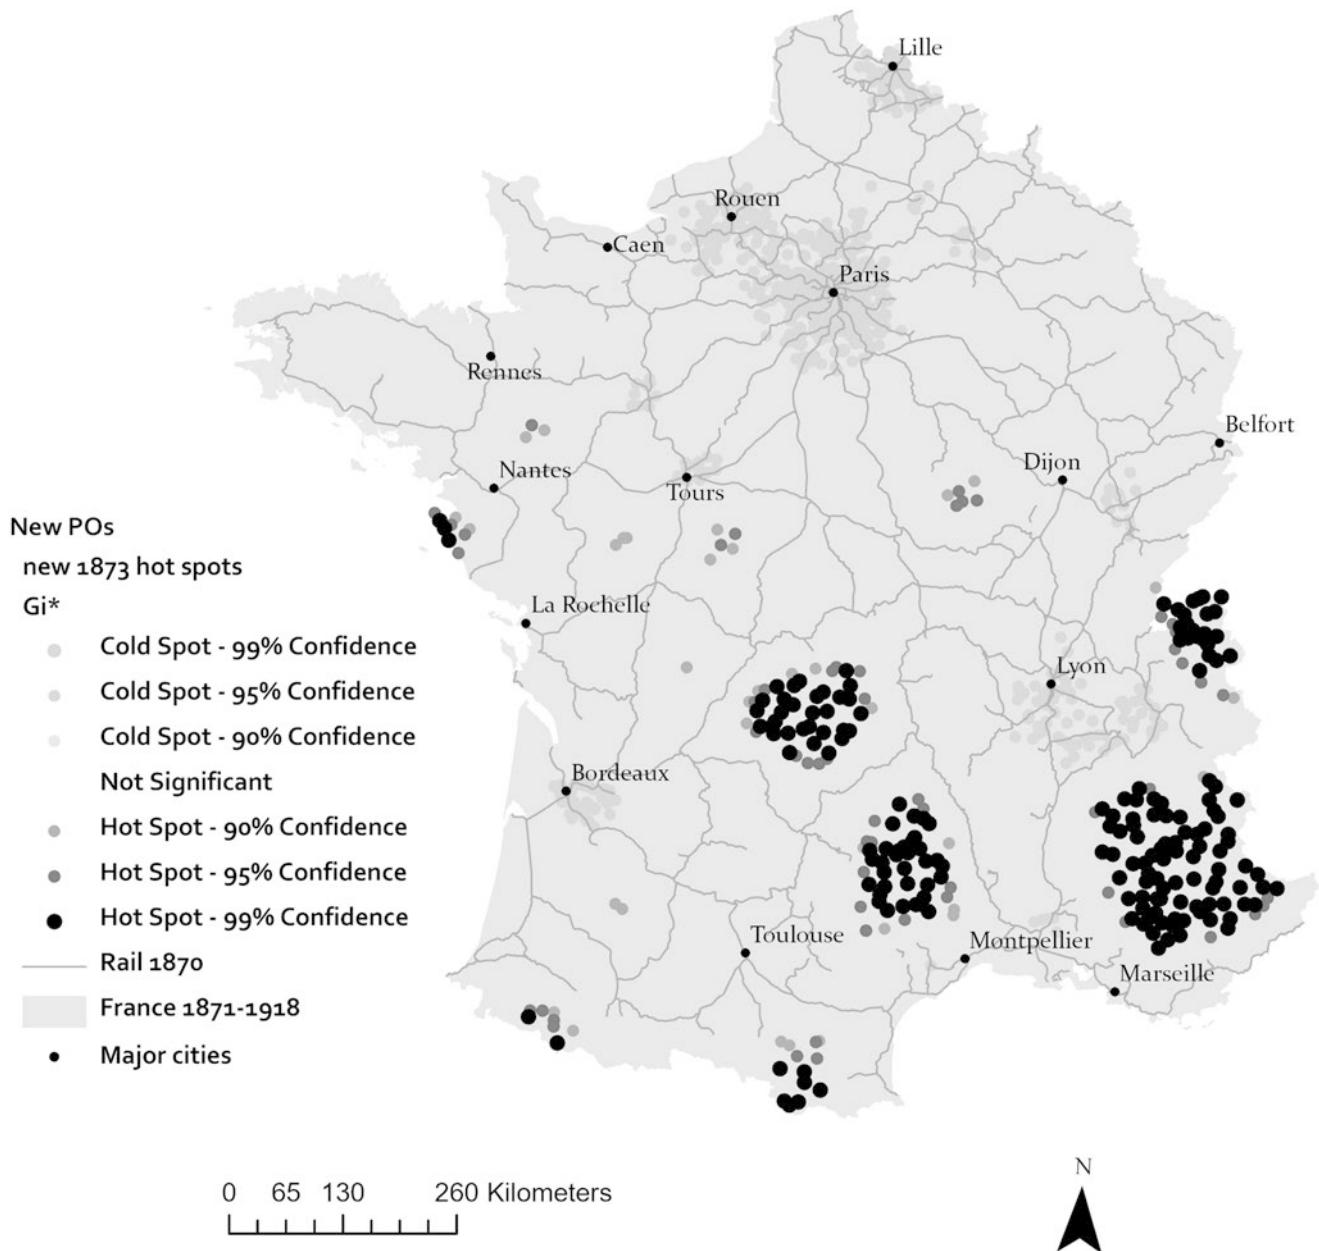 Lille
Rouen
Caen
Paris
Rennes
Belfort
Dijon
Nantes
Tours
New POs
new 1873 hot spots
Gi*
La Rochelle
Cold Spot - 99% Confidence
Lyon
Cold Spot - 95% Confidence
Cold Spot - 90% Confidence
Bordeaux
Not Significant
Hot Spot - 90% Confidence
Hot Spot - 95% Confidence
Hot Spot - 99% Confidence
Toulouse
Montpellier
Rail 1870
Marseille
France 1871-1918
Major cities
N
0 65 130 260 Kilometers